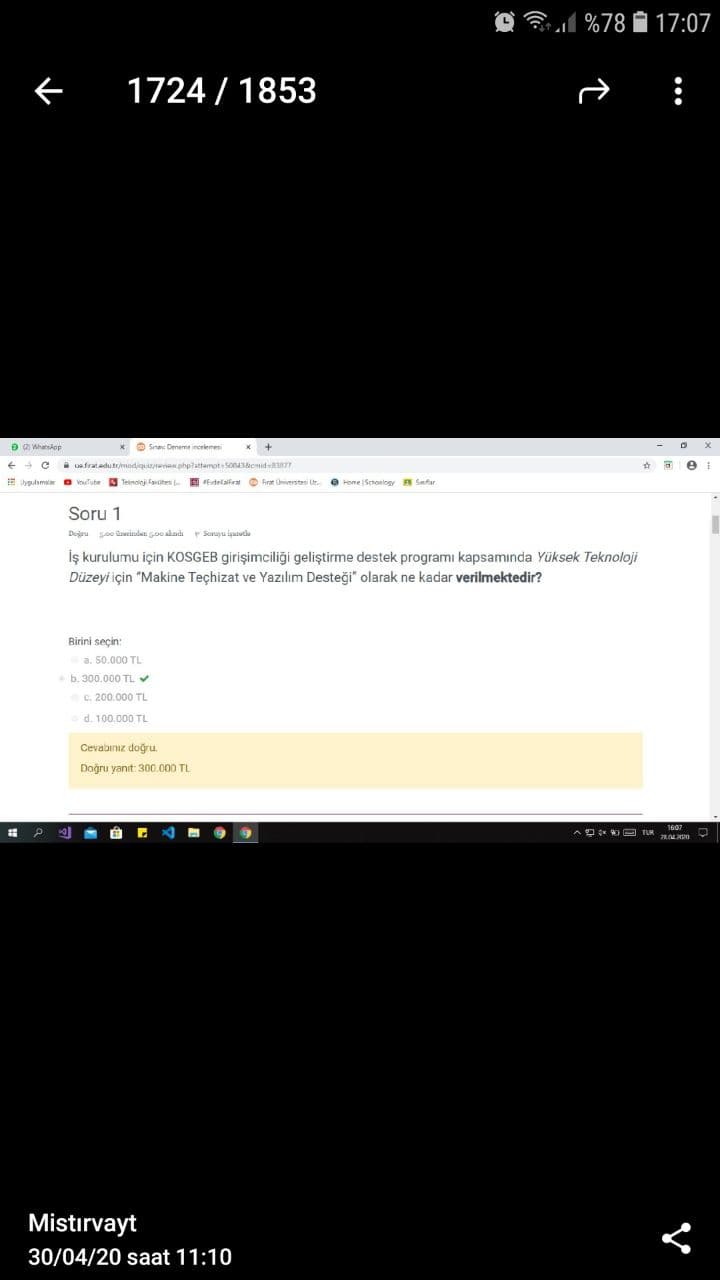 %78 17:07
1724 / 1853
(2) WhatsApp
Sınav: Deneme incelemesi
ue.firat.edu.tr/mod/quiz/review.php?attempt=50843&cmid=83877
Uygulamalar YouTube Teknoloji Fakültesi (... #EvdeKalFırat Fırat Üniversitesi Uz... Home | Schoology Sınıflar
Soru 1
Doğru 5,00 üzerinden 5,00 alındı Soruyu işaretle
İş kurulumu için KOSGEB girişimciliği geliştirme destek programı kapsamında Yüksek Teknoloji
Düzeyi için "Makine Teçhizat ve Yazılım Desteği" olarak ne kadar verilmektedir?
Birini seçin:
a. 50.000 TL
b. 300.000 TL
c. 200.000 TL
d. 100.000 TL
Cevabınız doğru.
Doğru yanıt: 300.000 TL
TUR
16:07
28.04.2020
Mistırvayt
30/04/20 saat 11:10